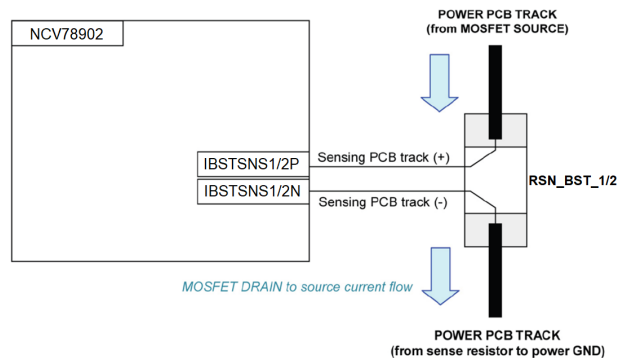 POWER PCB TRACK
(from MOSFET SOURCE)
NCV78902
IBSTSNS1/2P
Sensing PCB track (+)
RSN_BST_1/2
IBSTSNS1/2N
Sensing PCB track (-)
MOSFET DRAIN to source current flow
POWER PCB TRACK
(from sense resistor to power GND)